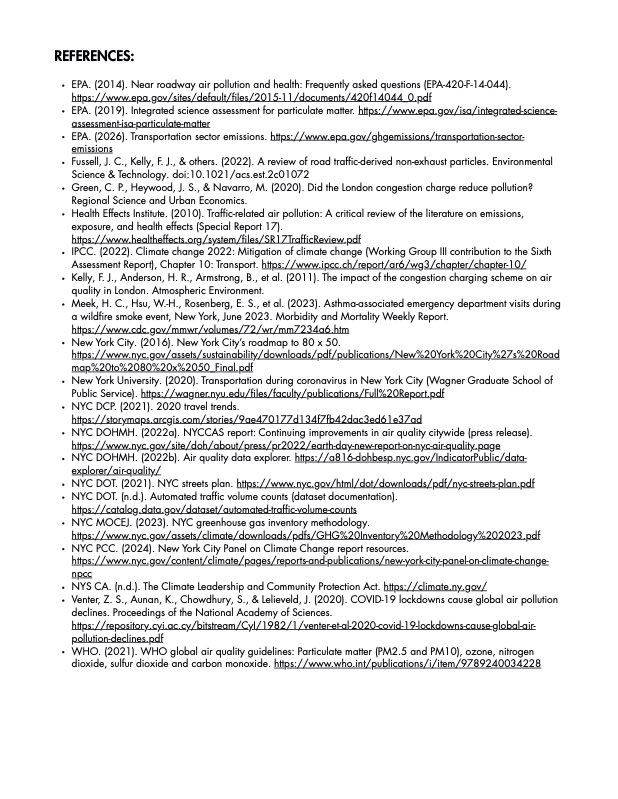 REFERENCES:
• EPA. (2014). Near roadway air pollution and health: Frequently asked questions (EPA-420-F-14-044).
https://www.epa.gov/sites/default/files/2015-11/documents/420f14044_0.pdf
• EPA. (2019). Integrated science assessment for particulate matter. https://www.epa.gov/isa/integrated-science-
assessment-isa-particulate-matter
• EPA. (2026). Transportation sector emissions. https://www.epa.gov/ghgemissions/transportation-sector-
emissions
• Fussell, J. C., Kelly, F. J., & others. (2022). A review of road traffic-derived non-exhaust particles. Environmental
Science & Technology. doi:10.1021/acs.est.2c01072
• Green, C. P., Heywood, J. S., & Navarro, M. (2020). Did the London congestion charge reduce pollution?
Regional Science and Urban Economics.
• Health Effects Institute. (2010). Traffic-related air pollution: A critical review of the literature on emissions,
exposure, and health effects (Special Report 17).
https://www.healtheffects.org/system/files/SR17TrafficReview.pdf
• IPCC. (2022). Climate change 2022: Mitigation of climate change (Working Group III contribution to the Sixth
Assessment Report), Chapter 10: Transport. https://www.ipcc.ch/report/ar6/wg3/chapter/chapter-10/
• Kelly, F. J., Anderson, H. R., Armstrong, B., et al. (2011). The impact of the congestion charging scheme on air
quality in London. Atmospheric Environment.
• Meek, H. C., Hsu, W.-H., Rosenberg, E. S., et al. (2023). Asthma-associated emergency department visits during
a wildfire smoke event, New York, June 2023. Morbidity and Mortality Weekly Report.
https://www.cdc.gov/mmwr/volumes/72/wr/mm7234a6.htm
• New York City. (2016). New York City's roadmap to 80 x 50.
https://www.nyc.gov/assets/sustainability/downloads/pdf/publications/New%20York%20City%27s%20Road
map%20to%2080%20x%2050_Final.pdf
• New York University. (2020). Transportation during coronavirus in New York City (Wagner Graduate School of
Public Service). https://wagner.nyu.edu/files/faculty/publications/Full%20Report.pdf
• NYC DCP. (2021). 2020 travel trends.
https://storymaps.arcgis.com/stories/9ae470177d134f7fb42dac3ed61e37ad
• NYC DOHMH. (2022a). NYCCAS report: Continuing improvements in air quality citywide (press release).
https://www.nyc.gov/site/doh/about/press/pr2022/earth-day-new-report-on-nyc-air-quality.page
• NYC DOHMH. (2022b). Air quality data explorer. https://a816-dohbesp.nyc.gov/IndicatorPublic/data-
explorer/air-quality/
• NYC DOT. (2021). NYC streets plan. https://www.nyc.gov/html/dot/downloads/pdf/nyc-streets-plan.pdf
• NYC DOT. (n.d.). Automated traffic volume counts (dataset documentation).
https://catalog.data.gov/dataset/automated-traffic-volume-counts
• NYC MOCEJ. (2023). NYC greenhouse gas inventory methodology.
https://www.nyc.gov/assets/climate/downloads/pdfs/GHG%20Inventory%20Methodology%202023.pdf
• NYC PCC. (2024). New York City Panel on Climate Change report resources.
https://www.nyc.gov/content/climate/pages/reports-and-publications/new-york-city-panel-on-climate-change-
npcc
• NYS CA. (n.d.). The Climate Leadership and Community Protection Act. https://climate.ny.gov/
• Venter, Z. S., Aunan, K., Chowdhury, S., & Lelieveld, J. (2020). COVID-19 lockdowns cause global air pollution
declines. Proceedings of the National Academy of Sciences.
https://repository.cyi.ac.cy/bitstream/CyI/1982/1/venter-et-al-2020-covid-19-lockdowns-cause-global-air-
pollution-declines.pdf
• WHO. (2021). WHO global air quality guidelines: Particulate matter (PM2.5 and PM10), ozone, nitrogen
dioxide, sulfur dioxide and carbon monoxide. https://www.who.int/publications/i/item/9789240034228